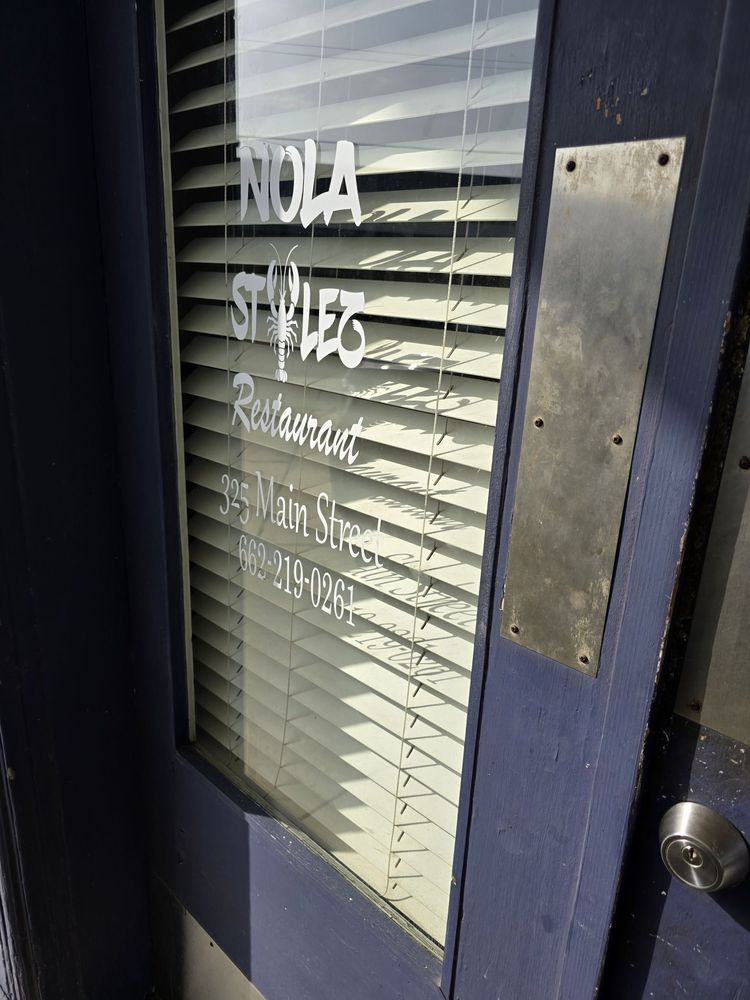 NOLA
STYLEZ
Restaurant
325 Main Street
662-219-0261